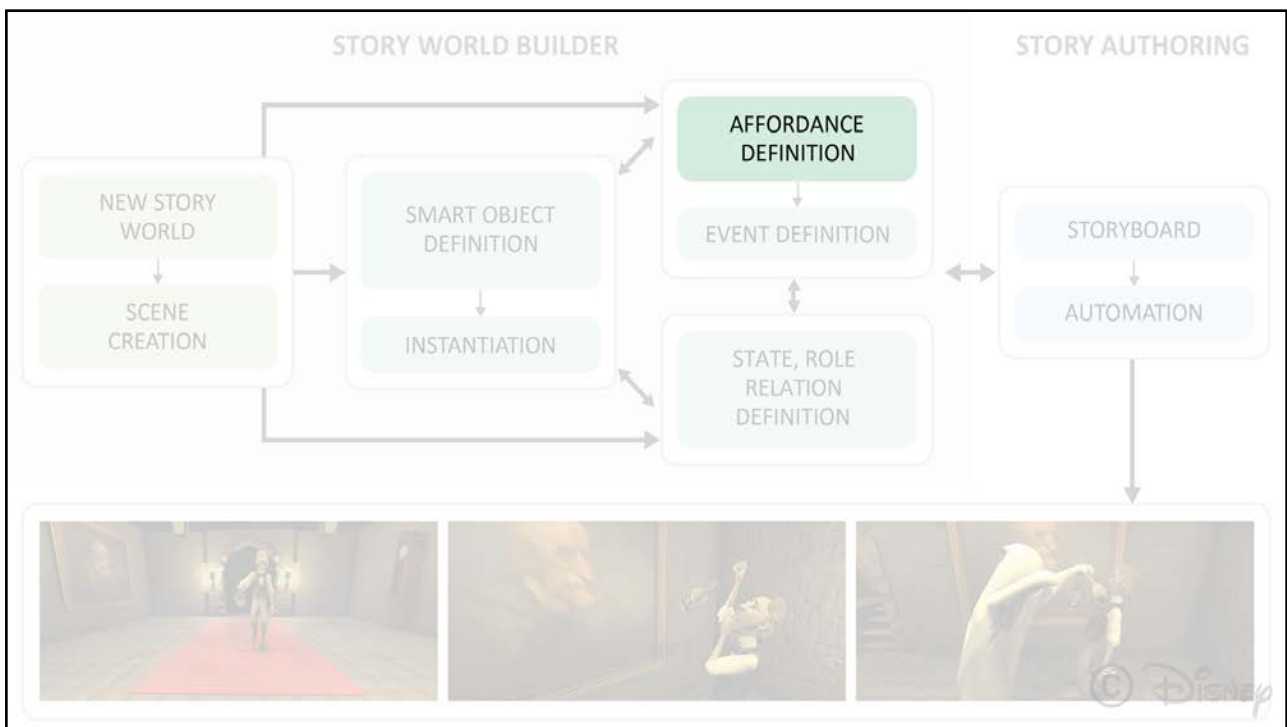 STORY WORLD BUILDER
STORY AUTHORING
AFFORDANCE
DEFINITION
NEW STORY
WORLD
SMART OBJECT
DEFINITION
EVENT DEFINITION
STORYBOARD
SCENE
CREATION
INSTANTIATION
STATE, ROLE
RELATION
DEFINITION
AUTOMATION
© Disney